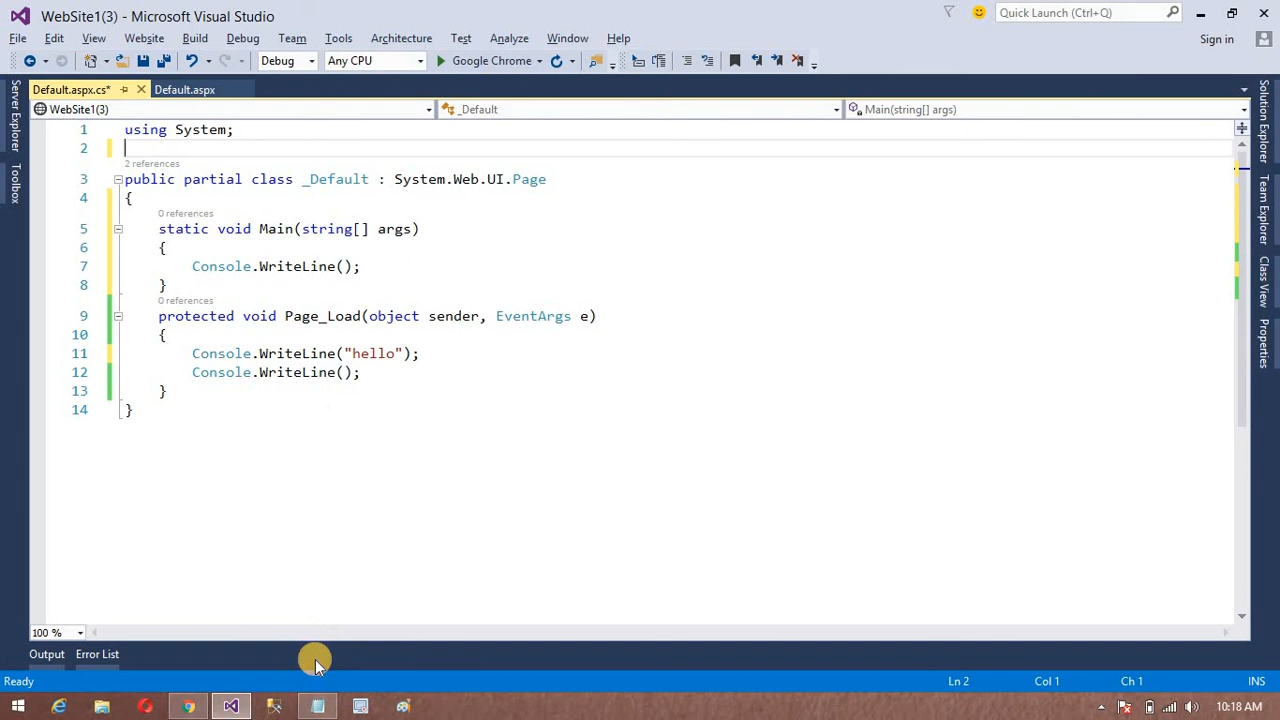 WebSite1(3) - Microsoft Visual Studio
Quick Launch (Ctrl+Q)
File Edit View Website Build Debug Team Tools Architecture Test Analyze Window Help
Sign in
Debug Any CPU Google Chrome
Default.aspx.cs* Default.aspx
WebSite1(3) _Default Main(string[] args)
1 using System;
2
2 references
3 public partial class _Default : System.Web.UI.Page
4 {
0 references
5 static void Main(string[] args)
6 {
7 Console.WriteLine();
8 }
0 references
9 protected void Page_Load(object sender, EventArgs e)
10 {
11 Console.WriteLine("hello");
12 Console.WriteLine();
13 }
14 }
Server Explorer
Toolbox
Solution Explorer
Team Explorer
Class View
Properties
100 %
Output Error List
Ready Ln 2 Col 1 Ch 1 INS
10:18 AM